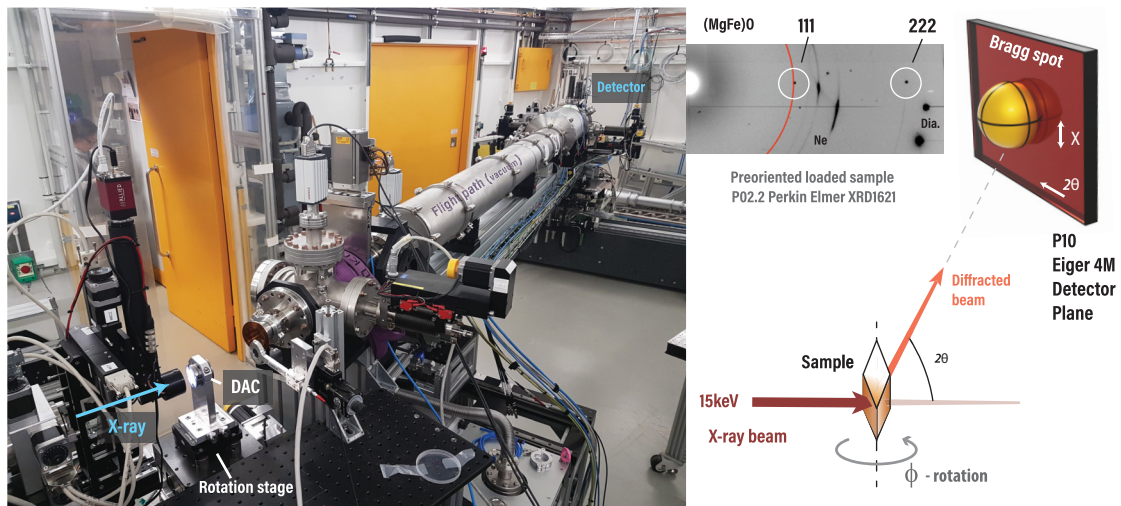 Detector
Flight path (vacuum)
ALLIED
DAC
X-ray
Rotation stage
(MgFe)O
111
222
Ne
Dia.
Preoriented loaded sample
P02.2 Perkin Elmer XRD1621
Bragg spot
X
2θ
P10
Eiger 4M
Detector
Plane
Diffracted
beam
Sample
2θ
15keV
X-ray beam
ϕ - rotation